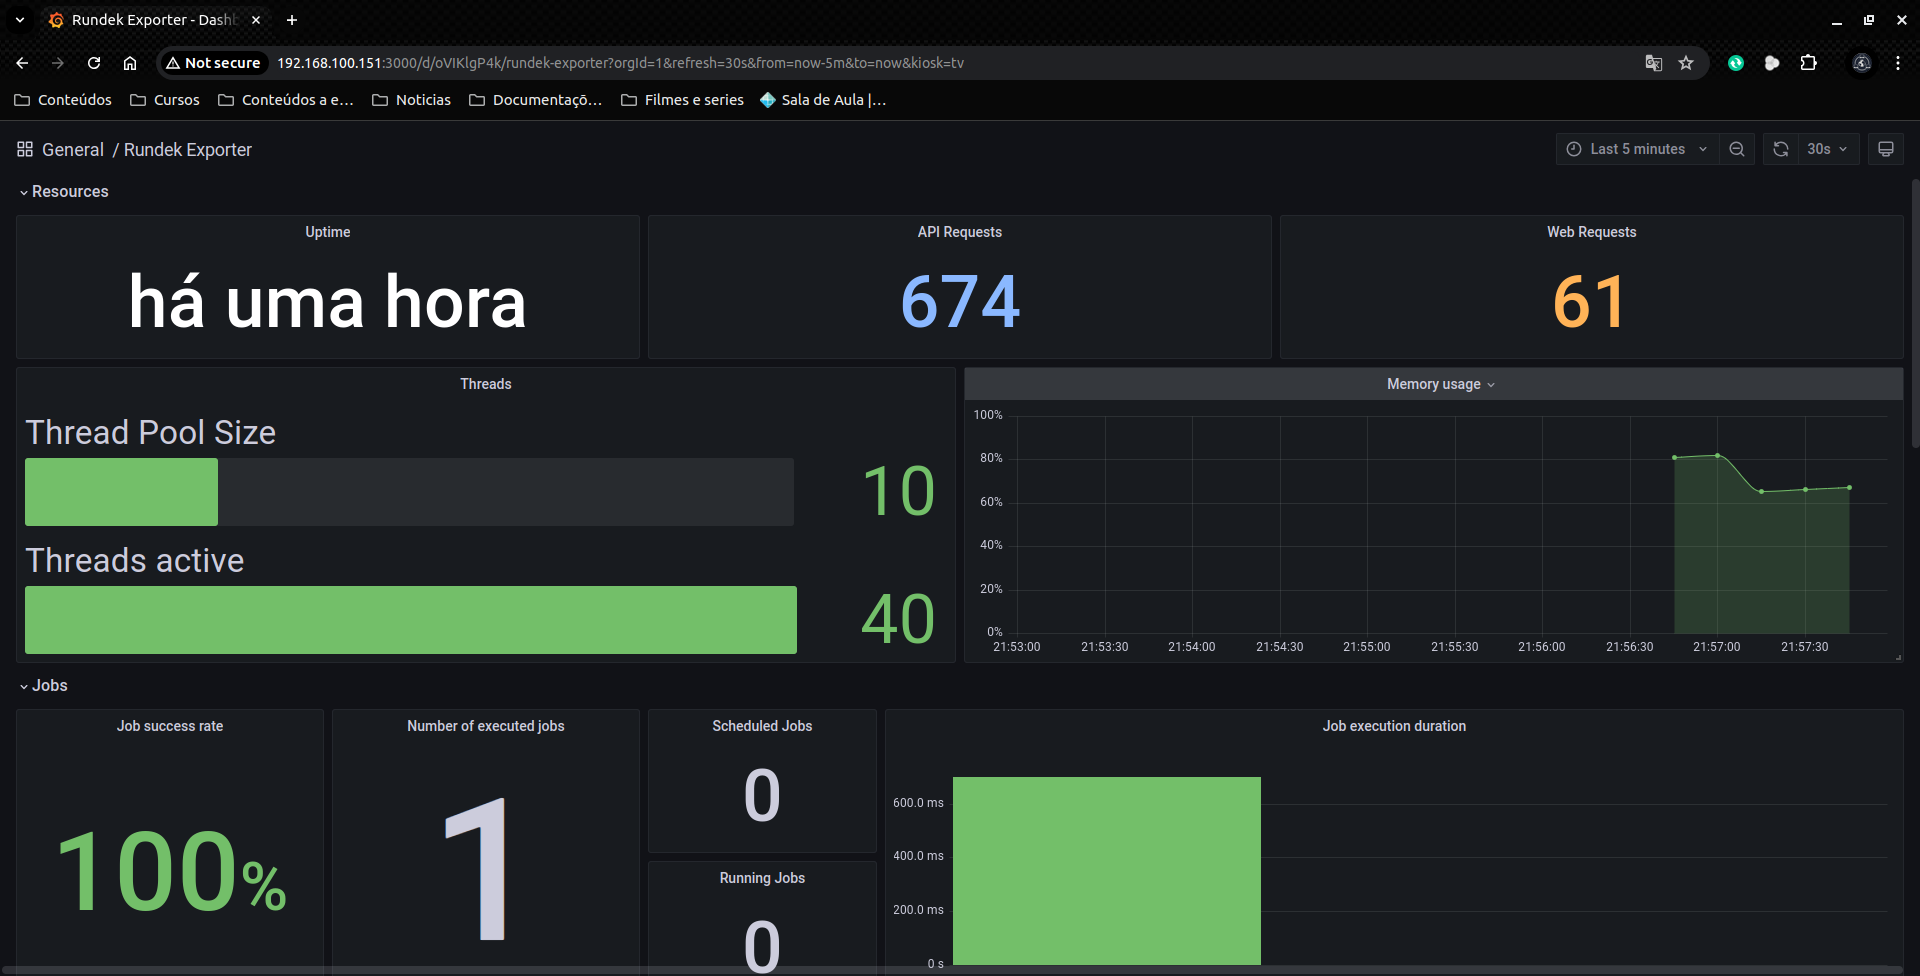 Rundek Exporter - Dashb
Not secure
192.168.100.151:3000/d/oVIKlgP4k/rundek-exporter?orgId=1&refresh=30s&from=now-5m&to=now&kiosk=tv
Conteúdos
Cursos
Conteúdos a e…
Noticias
Documentaçõ…
Filmes e series
Sala de Aula |…
General / Rundek Exporter
Last 5 minutes
30s
Resources
Uptime
há uma hora
API Requests
674
Web Requests
61
Threads
Thread Pool Size
10
Threads active
40
Memory usage
100%
80%
60%
40%
20%
0%
21:53:00 21:53:30 21:54:00 21:54:30 21:55:00 21:55:30 21:56:00 21:56:30 21:57:00 21:57:30
Jobs
Job success rate
100%
Number of executed jobs
1
Scheduled Jobs
0
Running Jobs
0
Job execution duration
600.0 ms
400.0 ms
200.0 ms
0 s